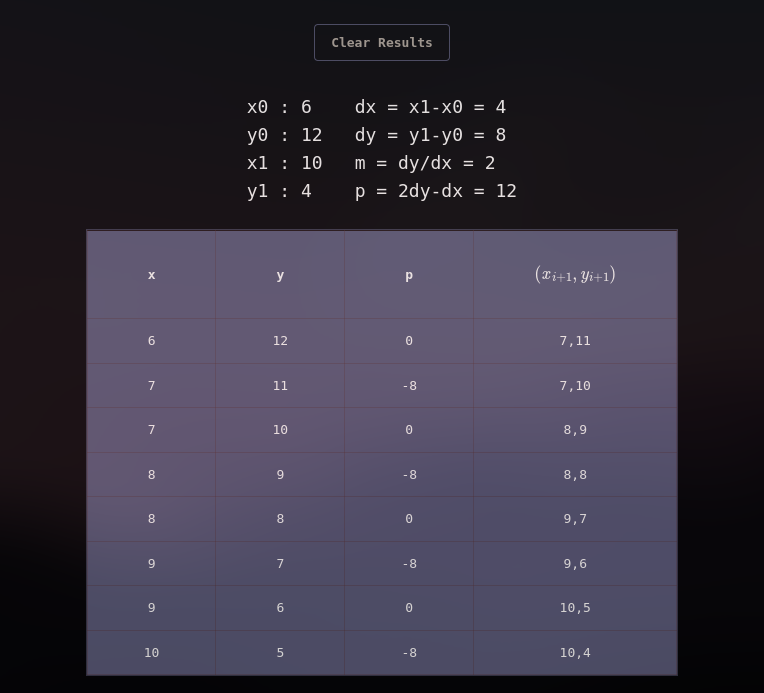 Clear Results
x0 : 6 dx = x1-x0 = 4
y0 : 12 dy = y1-y0 = 8
x1 : 10 m = dy/dx = 2
y1 : 4 p = 2dy-dx = 12
x y p (x_{i+1}, y_{i+1})
6 12 0 7,11
7 11 -8 7,10
7 10 0 8,9
8 9 -8 8,8
8 8 0 9,7
9 7 -8 9,6
9 6 0 10,5
10 5 -8 10,4